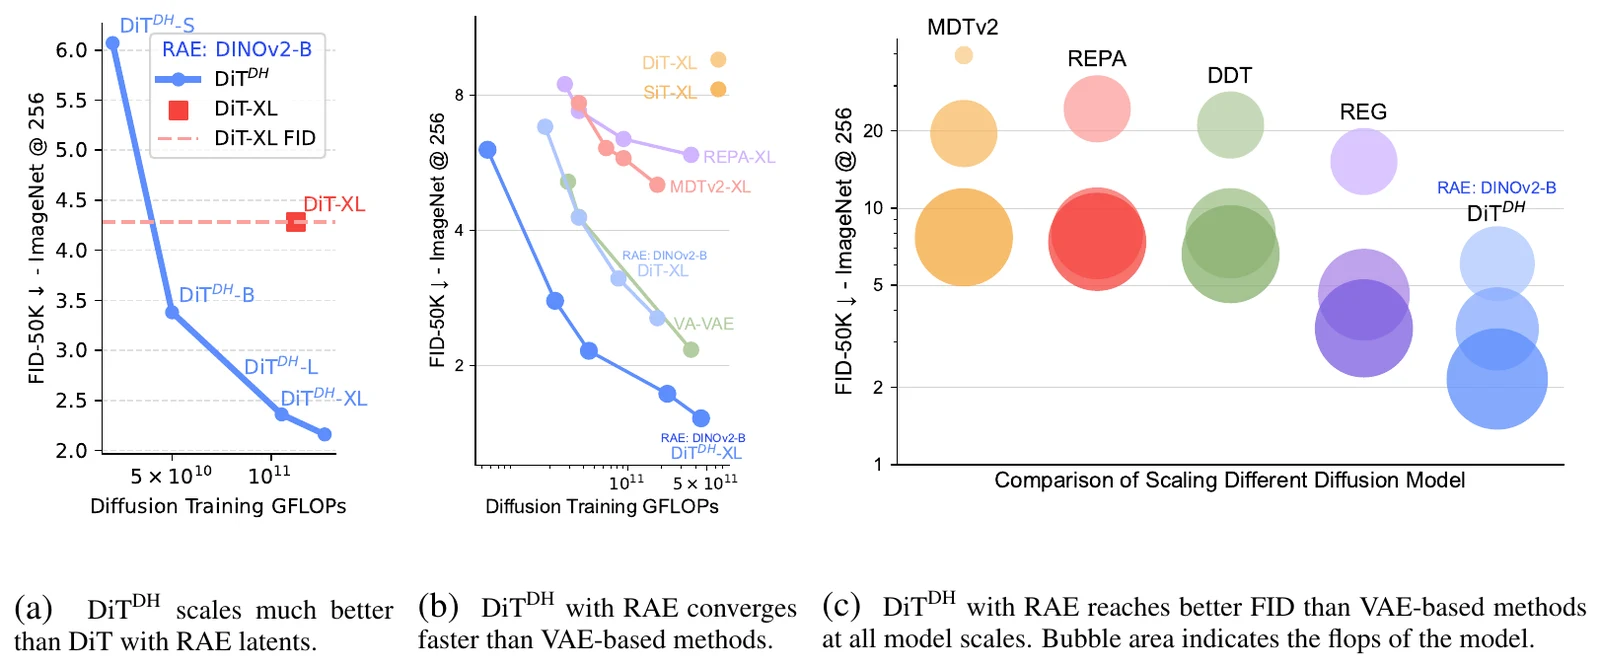 FID-50K ↓ - ImageNet @ 256
6.0
5.5
5.0
4.5
4.0
3.5
3.0
2.5
2.0
DiT^DH-S
RAE: DINOv2-B
DiT^DH
DiT-XL
DiT-XL FID
DiT-XL
DiT^DH-B
DiT^DH-L
DiT^DH-XL
5 × 10^10
10^11
Diffusion Training GFLOPs
(a) DiT^DH scales much better
than DiT with RAE latents.
FID-50K ↓ - ImageNet @ 256
8
4
2
DiT-XL
SiT-XL
REPA-XL
MDTv2-XL
RAE: DINOv2-B
DiT-XL
VA-VAE
RAE: DINOv2-B
DiT^DH-XL
10^11
5 × 10^11
Diffusion Training GFLOPs
(b) DiT^DH with RAE converges
faster than VAE-based methods.
FID-50K ↓ - ImageNet @ 256
20
10
5
2
1
MDTv2
REPA
DDT
REG
RAE: DINOv2-B
DiT^DH
Comparison of Scaling Different Diffusion Model
(c) DiT^DH with RAE reaches better FID than VAE-based methods
at all model scales. Bubble area indicates the flops of the model.